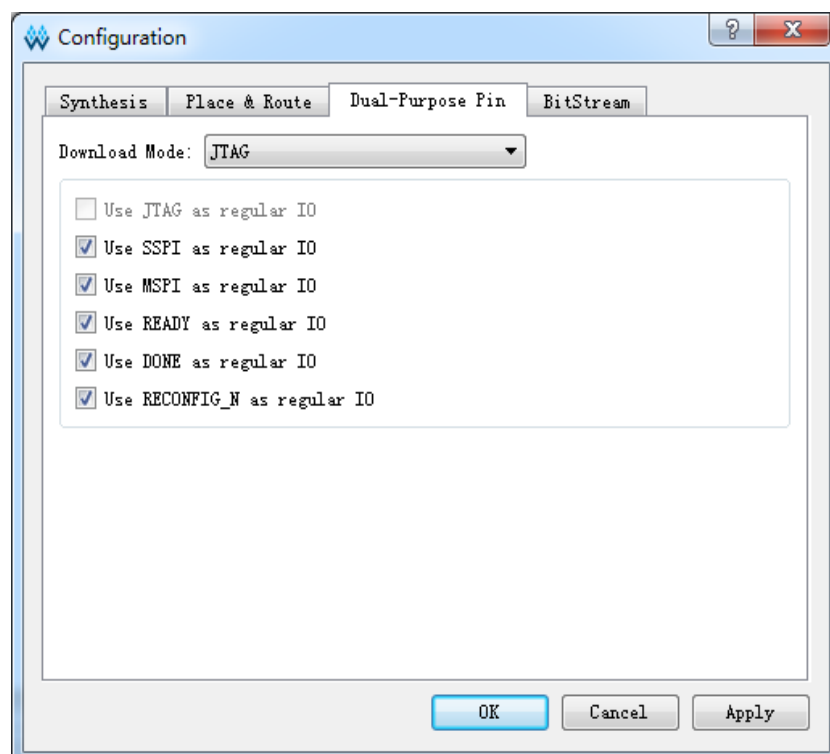 Configuration
Synthesis Place & Route Dual-Purpose Pin BitStream
Download Mode: JTAG
Use JTAG as regular IO
Use SSPI as regular IO
Use MSPI as regular IO
Use READY as regular IO
Use DONE as regular IO
Use RECONFIG_N as regular IO
OK Cancel Apply